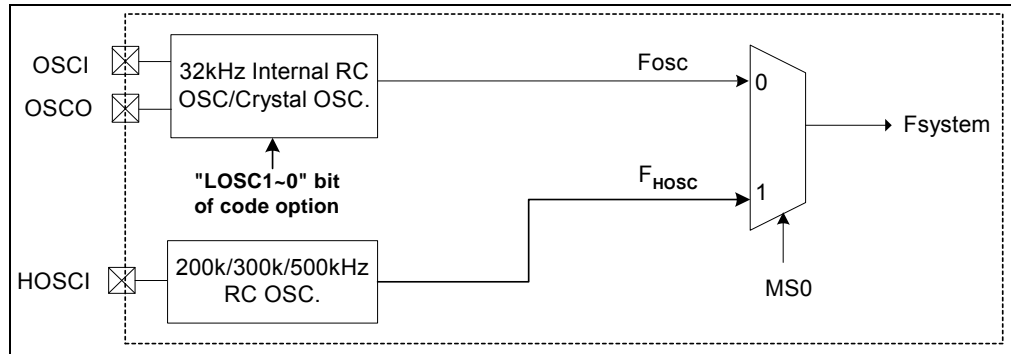 OSCI
OSCO
32kHz Internal RC
OSC/Crystal OSC.
"LOSC1~0" bit
of code option
Fosc
0
Fsystem
FHOSC
1
MS0
HOSCI
200k/300k/500kHz
RC OSC.